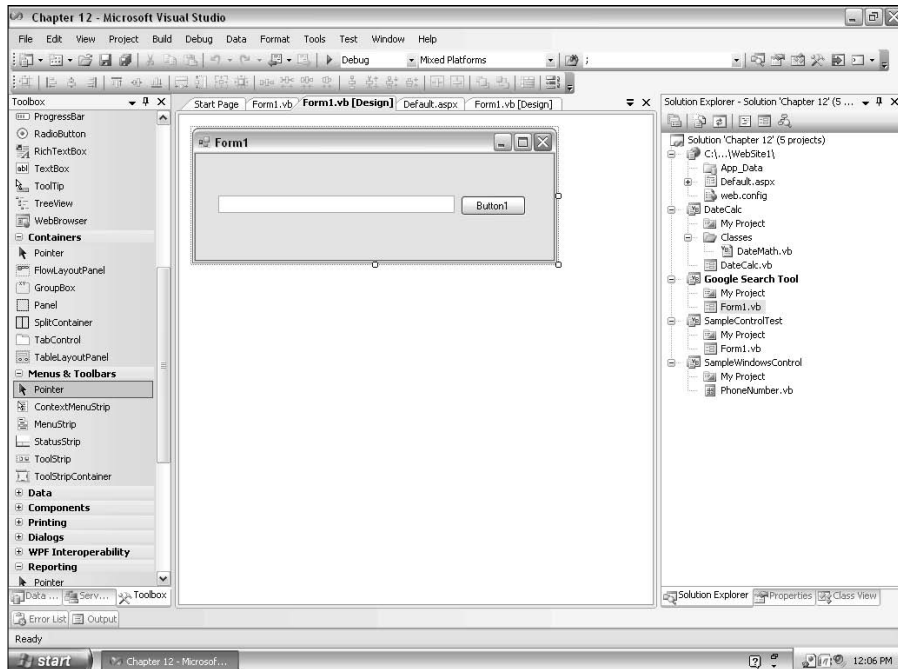 Chapter 12 - Microsoft Visual Studio
File Edit View Project Build Debug Data Format Tools Test Window Help
Debug Mixed Platforms ;
Toolbox
ProgressBar
RadioButton
RichTextBox
abl TextBox
ToolTip
TreeView
WebBrowser
Containers
Pointer
FlowLayoutPanel
GroupBox
Panel
SplitContainer
TabControl
TableLayoutPanel
Menus & Toolbars
Pointer
ContextMenuStrip
MenuStrip
StatusStrip
ToolStrip
ToolStripContainer
Data
Components
Printing
Dialogs
WPF Interoperability
Reporting
Pointer
Data ... Serv... Toolbox
Start Page Form1.vb Form1.vb [Design] Default.aspx Form1.vb [Design]
Form1
Button1
Solution Explorer - Solution 'Chapter 12' (5 ...
Solution 'Chapter 12' (5 projects)
C:\...\WebSite1\
App_Data
Default.aspx
web.config
DateCalc
My Project
Classes
DateMath.vb
DateCalc.vb
Google Search Tool
My Project
Form1.vb
SampleControlTest
My Project
Form1.vb
SampleWindowsControl
My Project
PhoneNumber.vb
Solution Explorer Properties Class View
Error List Output
Ready
start Chapter 12 - Microsof... 12:06 PM